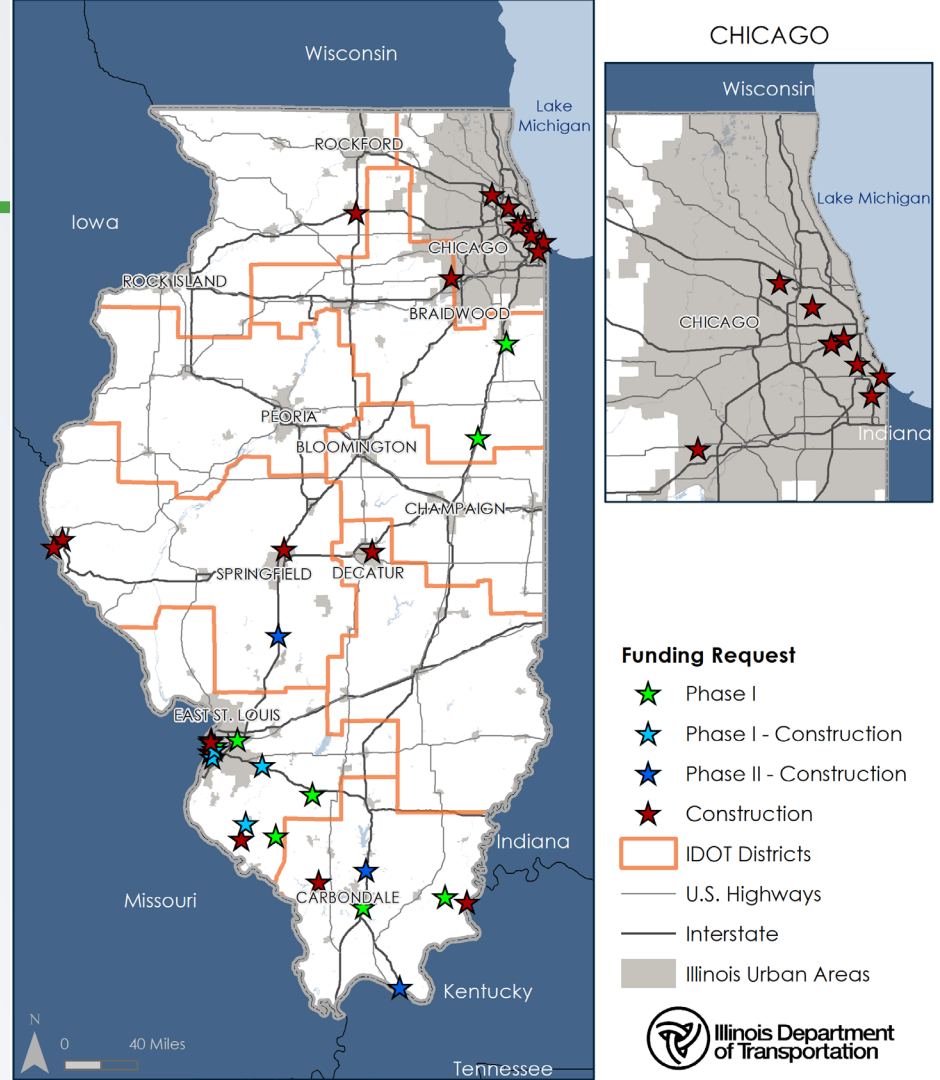 Wisconsin
Lake
Michigan
ROCKFORD
Iowa
CHICAGO
ROCK ISLAND
BRAIDWOOD
PEORIA
BLOOMINGTON
CHAMPAIGN
SPRINGFIELD
DECATUR
EAST ST. LOUIS
Indiana
Missouri
CARBONDALE
Kentucky
N
0 40 Miles
Tennessee
CHICAGO
Wisconsin
Lake Michigan
CHICAGO
Indiana
Funding Request
Phase I
Phase I - Construction
Phase II - Construction
Construction
IDOT Districts
U.S. Highways
Interstate
Illinois Urban Areas
Illinois Department
of Transportation